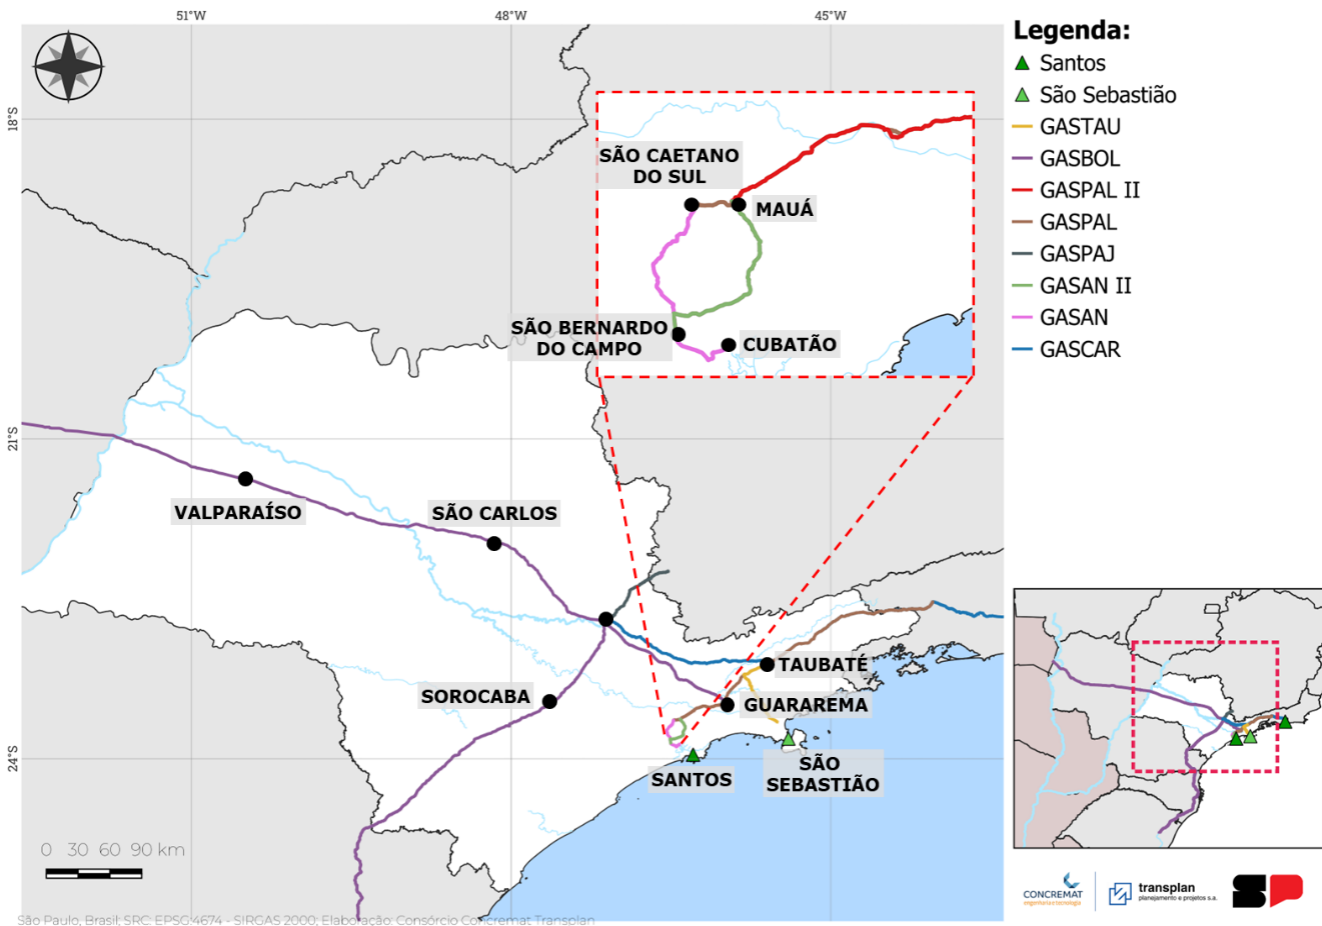 51°W
48°W
45°W
18°S
21°S
24°S
SÃO CAETANO
DO SUL
MAUÁ
SÃO BERNARDO
DO CAMPO
CUBATÃO
VALPARAÍSO
SÃO CARLOS
SOROCABA
TAUBATÉ
GUARAREMA
SANTOS
SÃO
SEBASTIÃO
0 30 60 90 km
São Paulo, Brasil; SRC: EPSG:4674 - SIRGAS 2000; Elaboração: Consórcio Concremat Transplan
Legenda:
Santos
São Sebastião
GASTAU
GASBOL
GASPAL II
GASPAL
GASPAJ
GASAN II
GASAN
GASCAR
CONCREMAT
engenharia e tecnologia
transplan
planejamento e projetos s.a.
SP